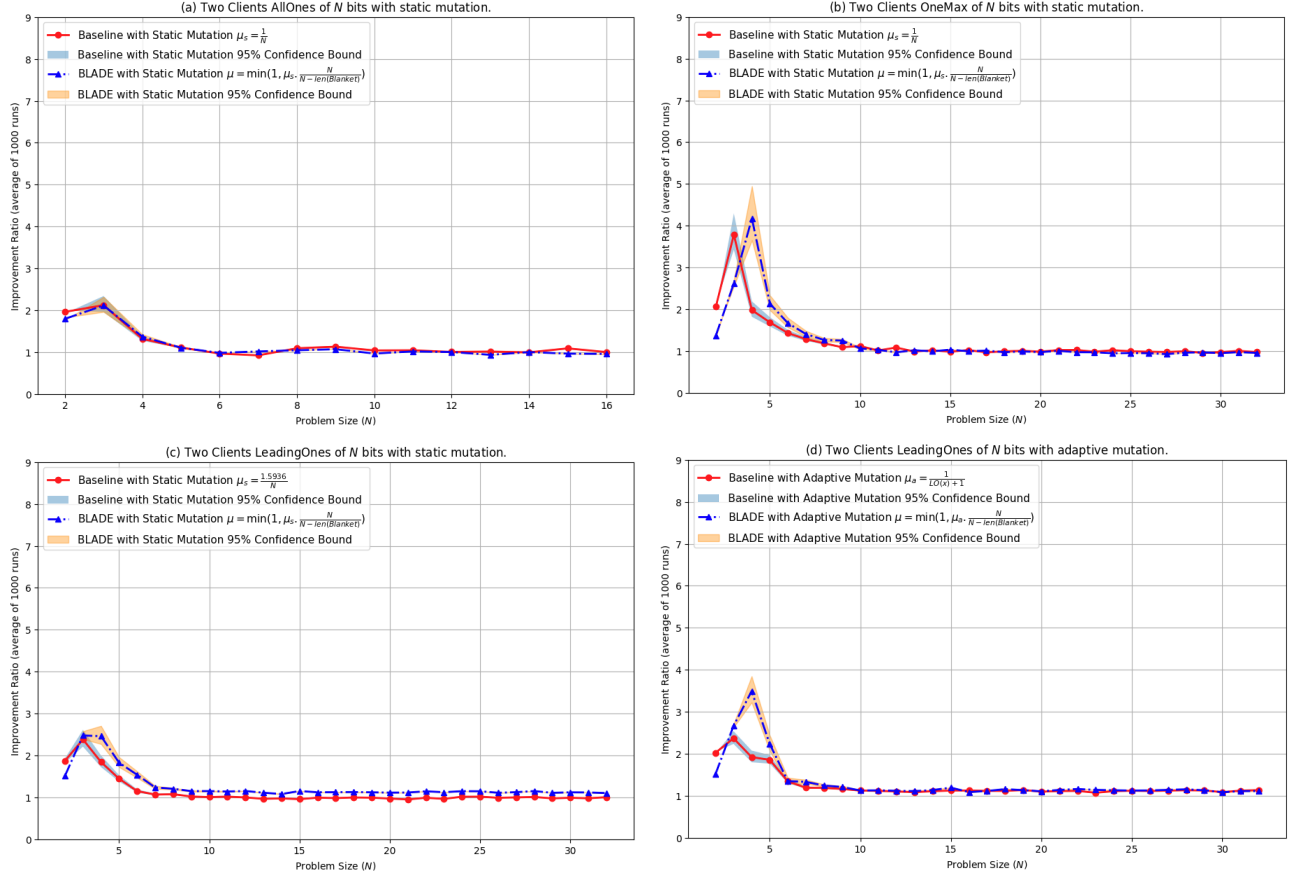 (a) Two Clients AllOnes of N bits with static mutation.
Improvement Ratio (average of 1000 runs)
9
8
7
6
5
4
3
2
1
0
Baseline with Static Mutation μs = 1/N
Baseline with Static Mutation 95% Confidence Bound
BLADE with Static Mutation μ = min(1, μs. N/(N−len(Blanket)))
BLADE with Static Mutation 95% Confidence Bound
2 4 6 8 10 12 14 16
Problem Size (N)
(b) Two Clients OneMax of N bits with static mutation.
Improvement Ratio (average of 1000 runs)
9
8
7
6
5
4
3
2
1
0
Baseline with Static Mutation μs = 1/N
Baseline with Static Mutation 95% Confidence Bound
BLADE with Static Mutation μ = min(1, μs. N/(N−len(Blanket)))
BLADE with Static Mutation 95% Confidence Bound
5 10 15 20 25 30
Problem Size (N)
(c) Two Clients LeadingOnes of N bits with static mutation.
Improvement Ratio (average of 1000 runs)
9
8
7
6
5
4
3
2
1
0
Baseline with Static Mutation μs = 1.5936/N
Baseline with Static Mutation 95% Confidence Bound
BLADE with Static Mutation μ = min(1, μs. N/(N−len(Blanket)))
BLADE with Static Mutation 95% Confidence Bound
5 10 15 20 25 30
Problem Size (N)
(d) Two Clients LeadingOnes of N bits with adaptive mutation.
Improvement Ratio (average of 1000 runs)
9
8
7
6
5
4
3
2
1
0
Baseline with Adaptive Mutation μa = 1/(LO(x)+1)
Baseline with Adaptive Mutation 95% Confidence Bound
BLADE with Adaptive Mutation μ = min(1, μa. N/(N−len(Blanket)))
BLADE with Adaptive Mutation 95% Confidence Bound
5 10 15 20 25 30
Problem Size (N)